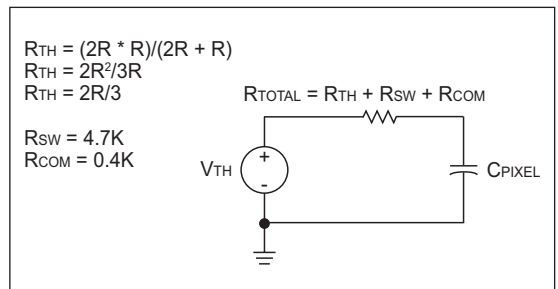 RTH = (2R * R)/(2R + R)
RTH = 2R²/3R
RTH = 2R/3
RTOTAL = RTH + RSW + RCOM
RSW = 4.7K
RCOM = 0.4K
VTH
+
-
CPIXEL